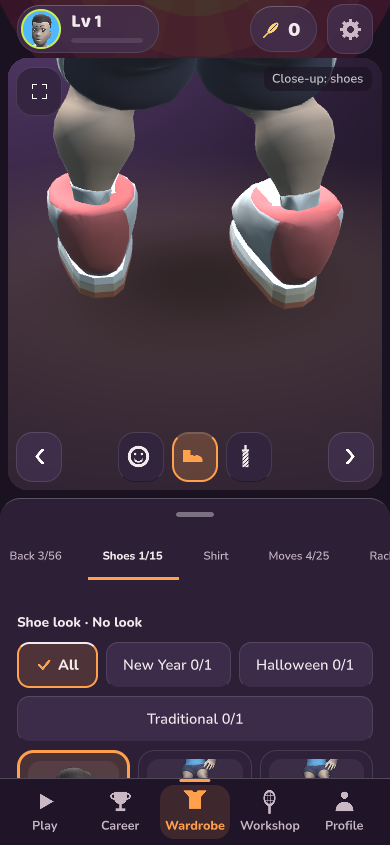 Lv 1
0
Close-up: shoes
Back 3/56
Shoes 1/15
Shirt
Moves 4/25
Shoe look · No look
All
New Year 0/1
Halloween 0/1
Traditional 0/1
Play
Career
Wardrobe
Workshop
Profile